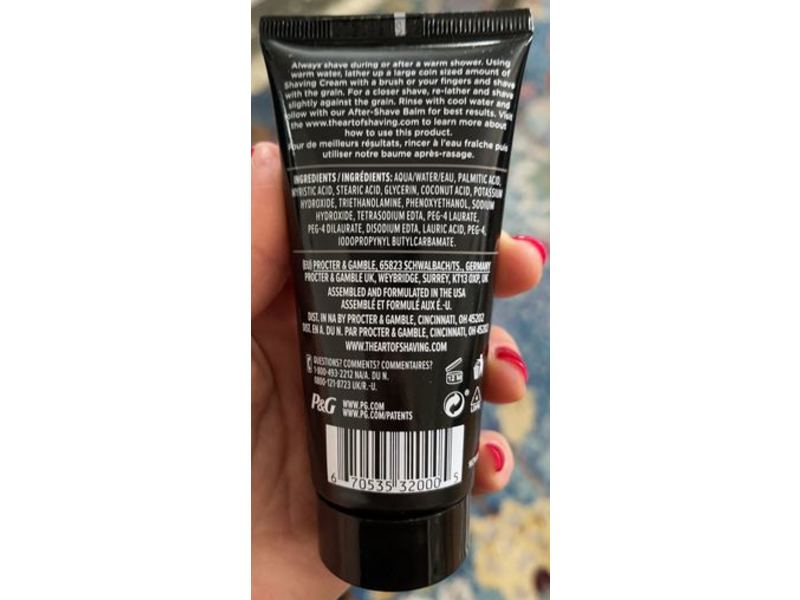 Always shave during or after a warm shower. Using
warm water, lather up a large coin sized amount of
Shaving Cream with a brush or your fingers and shave
with the grain. For a closer shave, re-lather and shave
slightly against the grain. Rinse with cool water and
follow with our After-Shave Balm for best results. Visit
the www.theartofshaving.com to learn more about
how to use this product.
Pour de meilleurs résultats, rincer à l'eau fraîche puis
utiliser notre baume après-rasage.
INGREDIENTS / INGRÉDIENTS: AQUA/WATER/EAU, PALMITIC ACID,
MYRISTIC ACID, STEARIC ACID, GLYCERIN, COCONUT ACID, POTASSIUM
HYDROXIDE, TRIETHANOLAMINE, PHENOXYETHANOL, SODIUM
HYDROXIDE, TETRASODIUM EDTA, PEG-4 LAURATE,
PEG-4 DILAURATE, DISODIUM EDTA, LAURIC ACID, PEG-4,
IODOPROPYNYL BUTYLCARBAMATE.
(EU) PROCTER & GAMBLE, 65823 SCHWALBACH/TS., GERMANY
PROCTER & GAMBLE UK, WEYBRIDGE, SURREY, KT13 0XP, UK
ASSEMBLED AND FORMULATED IN THE USA
ASSEMBLÉ ET FORMULÉ AUX É.-U.
DIST. IN NA BY PROCTER & GAMBLE, CINCINNATI, OH 45202
DIST. EN A. DU N. PAR PROCTER & GAMBLE, CINCINNATI, OH 45202
WWW.THEARTOFSHAVING.COM
QUESTIONS? COMMENTS? COMMENTAIRES?
1-800-493-2212 NA/A. DU N.
0800-121-8723 UK/R.-U.
12 M
P&G WWW.PG.COM
WWW.PG.COM/PATENTS
6 70535 32000 5